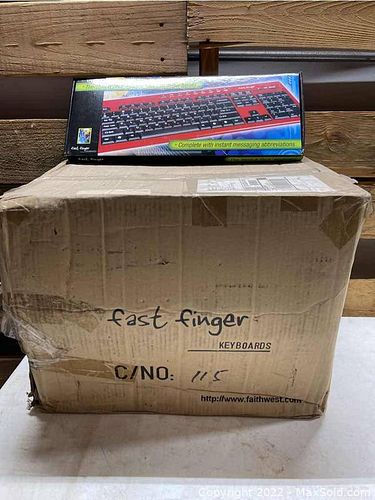 fast finger
• Complete with instant messaging abbreviations
fast finger
KEYBOARDS
C/NO: 115
http://www.faithwest.com
Copyright 2022 - MaxSold.com